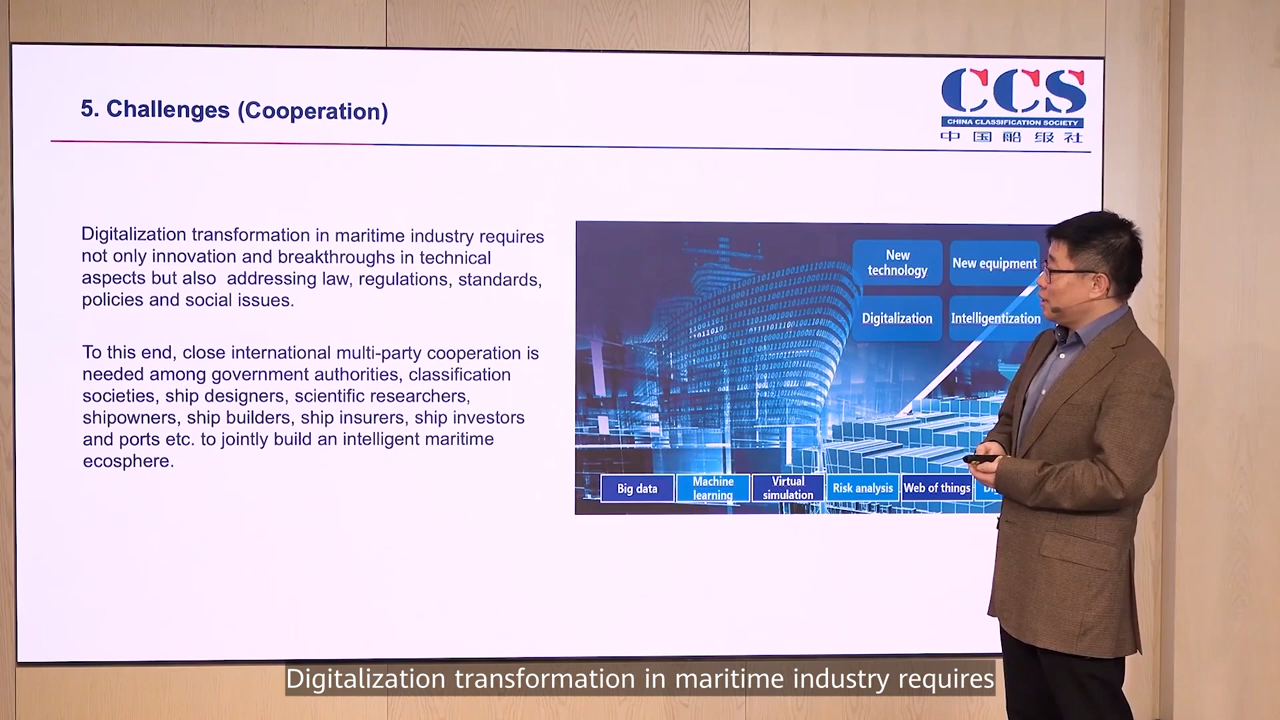 5. Challenges (Cooperation)
CCS
CHINA CLASSIFICATION SOCIETY
中国船级社
Digitalization transformation in maritime industry requires
not only innovation and breakthroughs in technical
aspects but also addressing law, regulations, standards,
policies and social issues.
To this end, close international multi-party cooperation is
needed among government authorities, classification
societies, ship designers, scientific researchers,
shipowners, ship builders, ship insurers, ship investors
and ports etc. to jointly build an intelligent maritime
ecosphere.
New
technology
New equipment
Digitalization
Intelligentization
Big data
Machine
learning
Virtual
simulation
Risk analysis
Web of things
Digitalization transformation in maritime industry requires